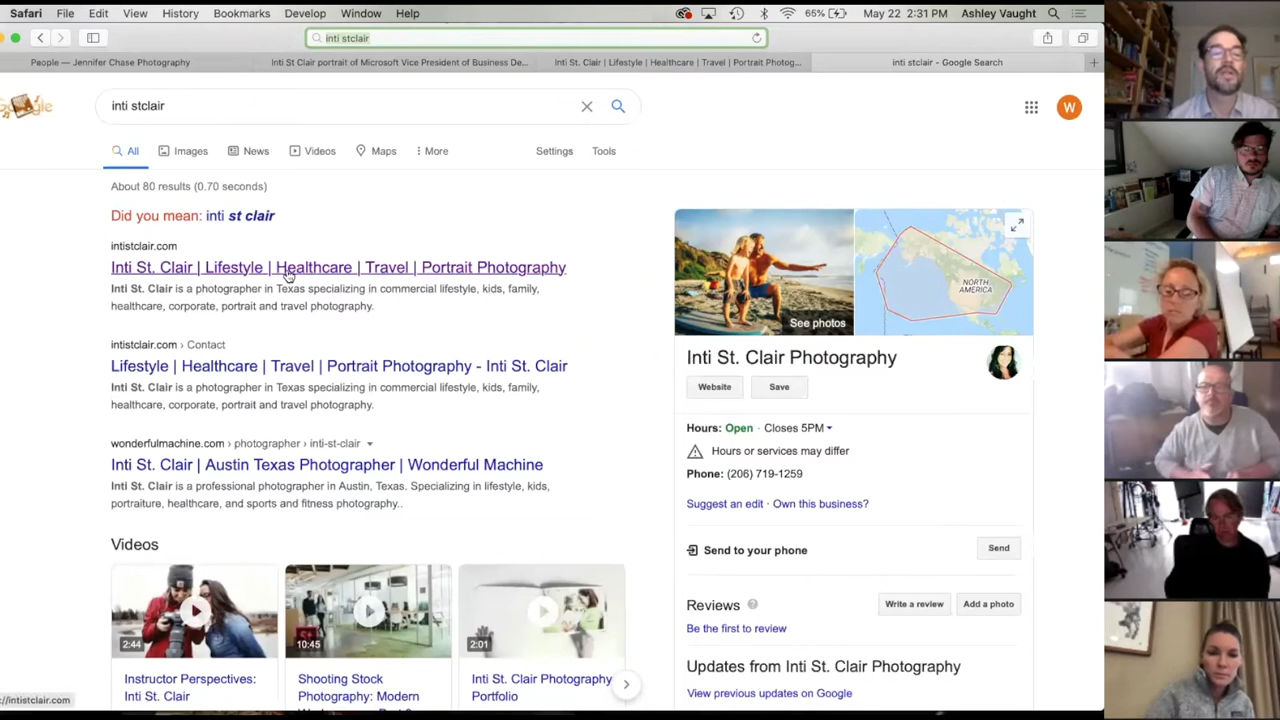 Safari File Edit View History Bookmarks Develop Window Help
65% May 22 2:31 PM Ashley Vaught
inti stclair
People — Jennifer Chase Photography
Inti St Clair portrait of Microsoft Vice President of Business De...
Inti St. Clair | Lifestyle | Healthcare | Travel | Portrait Photog...
inti stclair - Google Search
inti stclair
W
All Images News Videos Maps More Settings Tools
About 80 results (0.70 seconds)
Did you mean: inti st clair
intistclair.com
Inti St. Clair | Lifestyle | Healthcare | Travel | Portrait Photography
Inti St. Clair is a photographer in Texas specializing in commercial lifestyle, kids, family,
healthcare, corporate, portrait and travel photography.
intistclair.com › Contact
Lifestyle | Healthcare | Travel | Portrait Photography - Inti St. Clair
Inti St. Clair is a photographer in Texas specializing in commercial lifestyle, kids, family,
healthcare, corporate, portrait and travel photography.
wonderfulmachine.com › photographer › inti-st-clair
Inti St. Clair | Austin Texas Photographer | Wonderful Machine
Inti St. Clair is a professional photographer in Austin, Texas. Specializing in lifestyle, kids,
portraiture, healthcare, and sports and fitness photography..
Videos
2:44
10:45
2:01
Instructor Perspectives:
Inti St. Clair
Shooting Stock
Photography: Modern
Inti St. Clair Photography
Portfolio
://intistclair.com
See photos
NORTH
AMERICA
Inti St. Clair Photography
Website Save
Hours: Open · Closes 5PM
Hours or services may differ
Phone: (206) 719-1259
Suggest an edit · Own this business?
Send to your phone Send
Reviews Write a review Add a photo
Be the first to review
Updates from Inti St. Clair Photography
View previous updates on Google